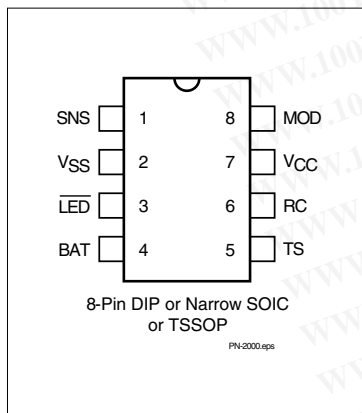 SNS 1 8 MOD
VSS 2 7 VCC
LED 3 6 RC
BAT 4 5 TS
8-Pin DIP or Narrow SOIC
or TSSOP
PN-2000.eps